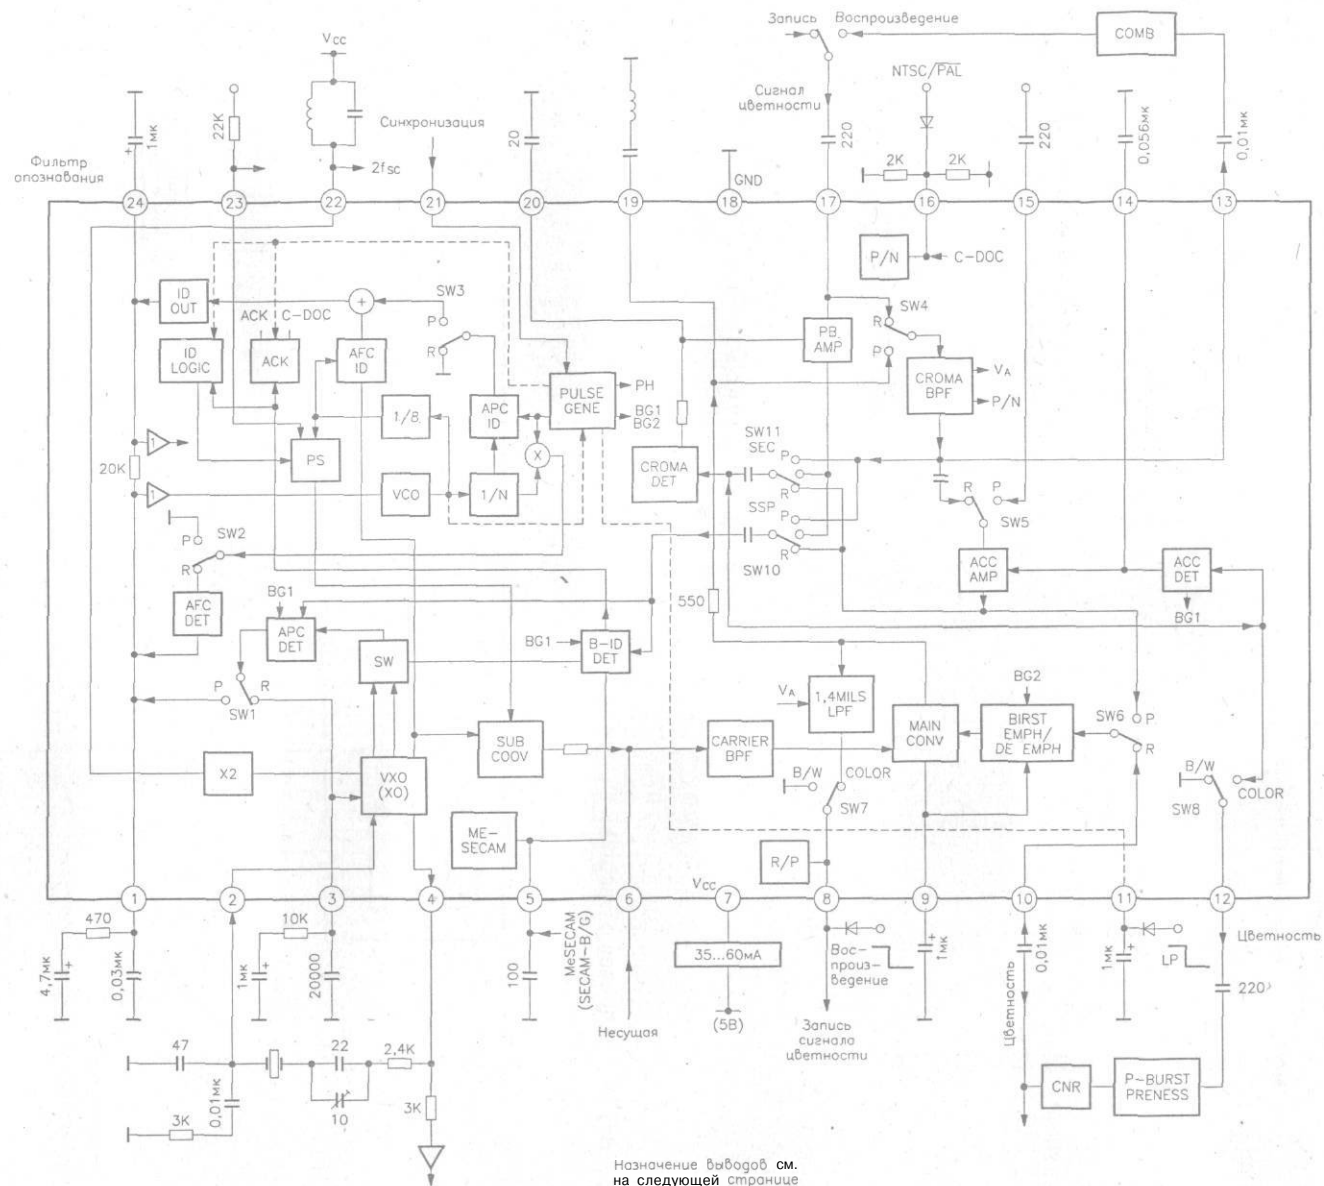 Запись
Воспроизведение
COMB
Vcc
NTSC/PAL
Сигнал
цветности
1мк
22K
Синхронизация
20
220
220
0,056мк
0,01мк
Фильтр
опознавания
2fsc
2K
2K
GND
24
23
22
21
20
19
18
17
16
15
14
13
P/N
C-DOC
ID
OUT
+
SW3
P
R
SW4
R
P
PB.
AMP
ACK
C-DOC
ID
LOGIC
ACK
AFC
ID
CROMA
BPF
VA
P/N
PULSE
GENE
PH
BG1
BG2
1/8
APC
ID
SW11
SEC
P
R
1
PS
X
CROMA
DET
20K
1
VCO
1/N
SSP
P
R
SW10
R
P
SW5
P
SW2
R
ACC
AMP
ACC
DET
BG1
AFC
DET
BG1
APC
DET
550
SW
BG1
B-ID
DET
P
R
SW1
VA
1,4MILS
LPF
BG2
X2
VXO
(XO)
SUB
COOV
CARRIER
BPF
MAIN
CONV
BIRST
EMPH/
DE EMPH
SW6
P
R
B/W
COLOR
SW7
B/W
COLOR
SW8
ME-
SECAM
R/P
Vcc
1
2
3
4
5
6
7
8
9
10
11
12
470
10K
4,7мк
0,03мк
1мк
20000
100
MeSECAM
(SECAM-B/G)
35...60мА
Вос-
произ-
ведение
1мк
0,01мк
1мк
LP
Цветность
220
Несущая
(5В)
Запись
сигнала
цветности
Цветность
47
22
2,4K
10
0,01мк
3K
3K
CNR
P-BURST
PRENESS
Назначение выводов см.
на следующей странице